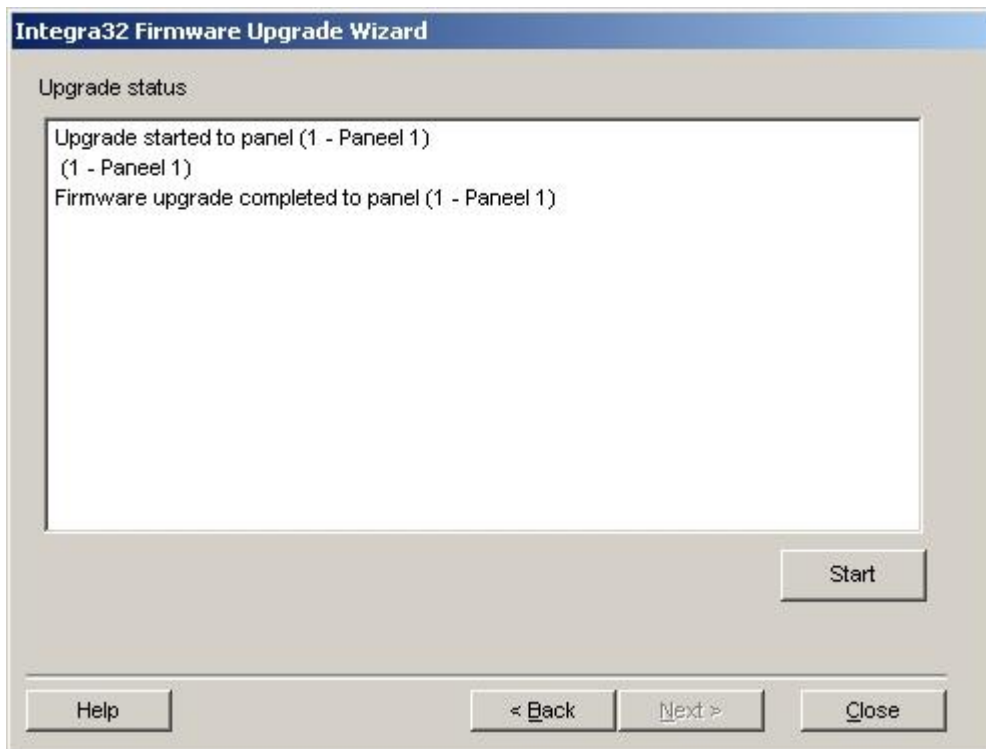 Integra32 Firmware Upgrade Wizard
Upgrade status
Upgrade started to panel (1 - Paneel 1)
(1 - Paneel 1)
Firmware upgrade completed to panel (1 - Paneel 1)
Start
Help
< Back
Next >
Close